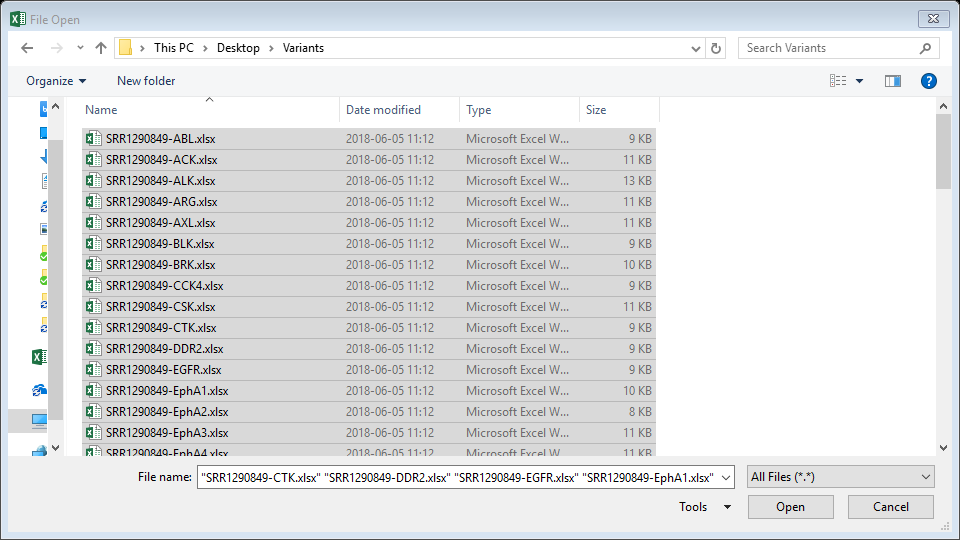 File Open
This PC > Desktop > Variants
Search Variants
Organize
New folder
?
Name Date modified Type Size
SRR1290849-ABL.xlsx 2018-06-05 11:12 Microsoft Excel W... 9 KB
SRR1290849-ACK.xlsx 2018-06-05 11:12 Microsoft Excel W... 11 KB
SRR1290849-ALK.xlsx 2018-06-05 11:12 Microsoft Excel W... 13 KB
SRR1290849-ARG.xlsx 2018-06-05 11:12 Microsoft Excel W... 11 KB
SRR1290849-AXL.xlsx 2018-06-05 11:12 Microsoft Excel W... 11 KB
SRR1290849-BLK.xlsx 2018-06-05 11:12 Microsoft Excel W... 9 KB
SRR1290849-BRK.xlsx 2018-06-05 11:12 Microsoft Excel W... 10 KB
SRR1290849-CCK4.xlsx 2018-06-05 11:12 Microsoft Excel W... 9 KB
SRR1290849-CSK.xlsx 2018-06-05 11:12 Microsoft Excel W... 11 KB
SRR1290849-CTK.xlsx 2018-06-05 11:12 Microsoft Excel W... 9 KB
SRR1290849-DDR2.xlsx 2018-06-05 11:12 Microsoft Excel W... 9 KB
SRR1290849-EGFR.xlsx 2018-06-05 11:12 Microsoft Excel W... 9 KB
SRR1290849-EphA1.xlsx 2018-06-05 11:12 Microsoft Excel W... 10 KB
SRR1290849-EphA2.xlsx 2018-06-05 11:12 Microsoft Excel W... 8 KB
SRR1290849-EphA3.xlsx 2018-06-05 11:12 Microsoft Excel W... 11 KB
SRR1290849-EphA4.xlsx 2018-06-05 11:12 Microsoft Excel W... 11 KB
File name: "SRR1290849-CTK.xlsx" "SRR1290849-DDR2.xlsx" "SRR1290849-EGFR.xlsx" "SRR1290849-EphA1.xlsx" All Files (*.*)
Tools Open Cancel